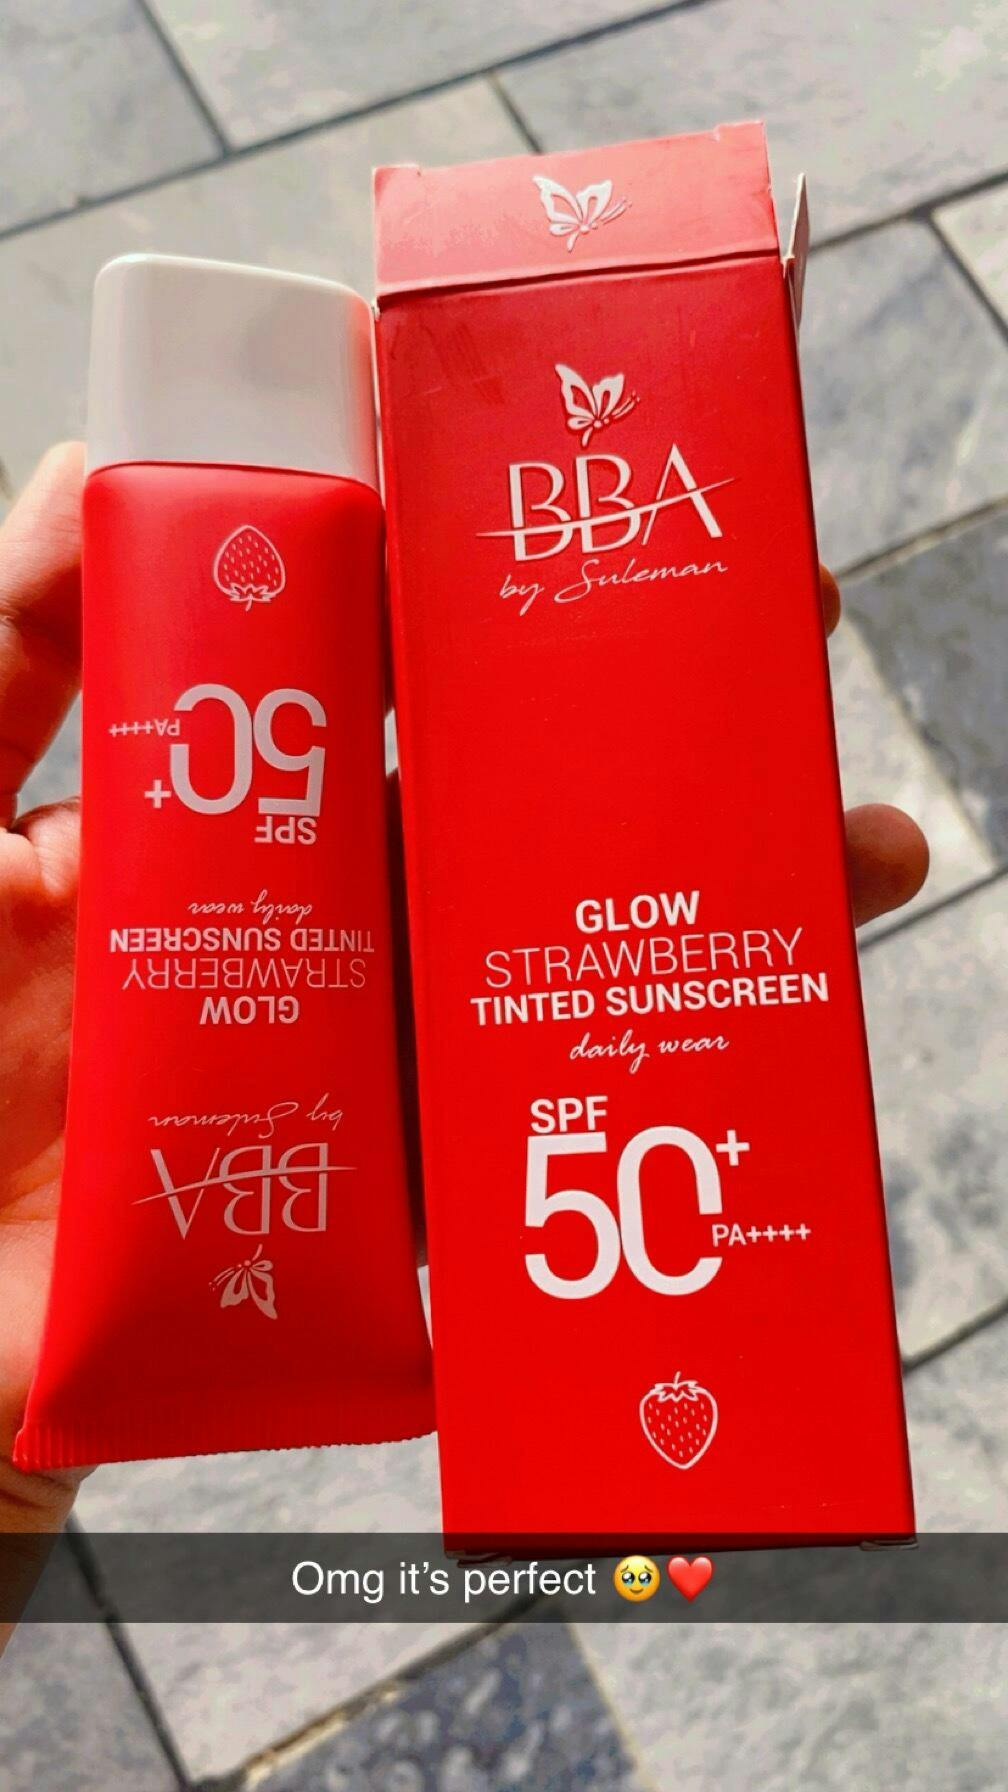 BBA
by Suleman
GLOW
STRAWBERRY
TINTED SUNSCREEN
daily wear
SPF
50+
PA++++
BBA
by Suleman
GLOW
STRAWBERRY
TINTED SUNSCREEN
daily wear
SPF
50+
PA++++
Omg it’s perfect 🥹❤️